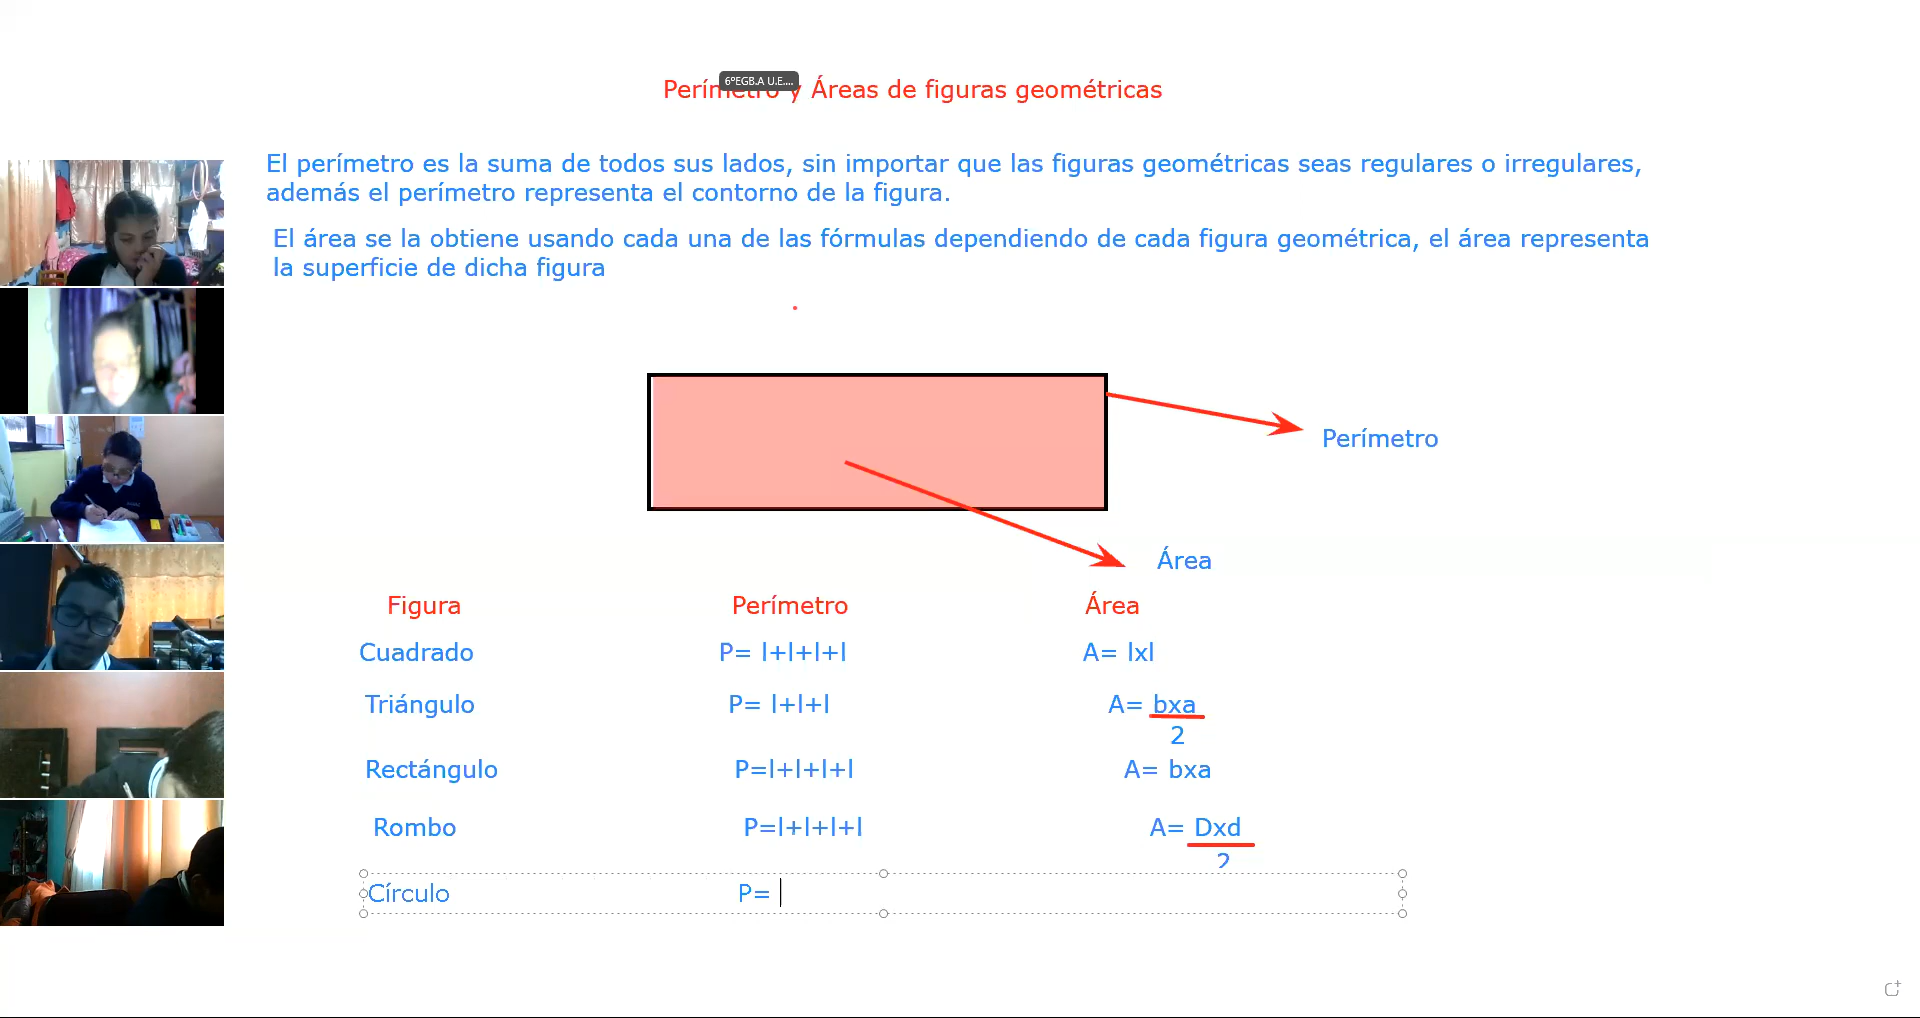 6°EGB.A U.E....
Perímetro y Áreas de figuras geométricas
El perímetro es la suma de todos sus lados, sin importar que las figuras geométricas seas regulares o irregulares,
además el perímetro representa el contorno de la figura.
El área se la obtiene usando cada una de las fórmulas dependiendo de cada figura geométrica, el área representa
la superficie de dicha figura
Perímetro
Área
Figura Perímetro Área
Cuadrado P= l+l+l+l A= lxl
Triángulo P= l+l+l A= bxa
2
Rectángulo P=l+l+l+l A= bxa
Rombo P=l+l+l+l A= Dxd
2
Círculo P=